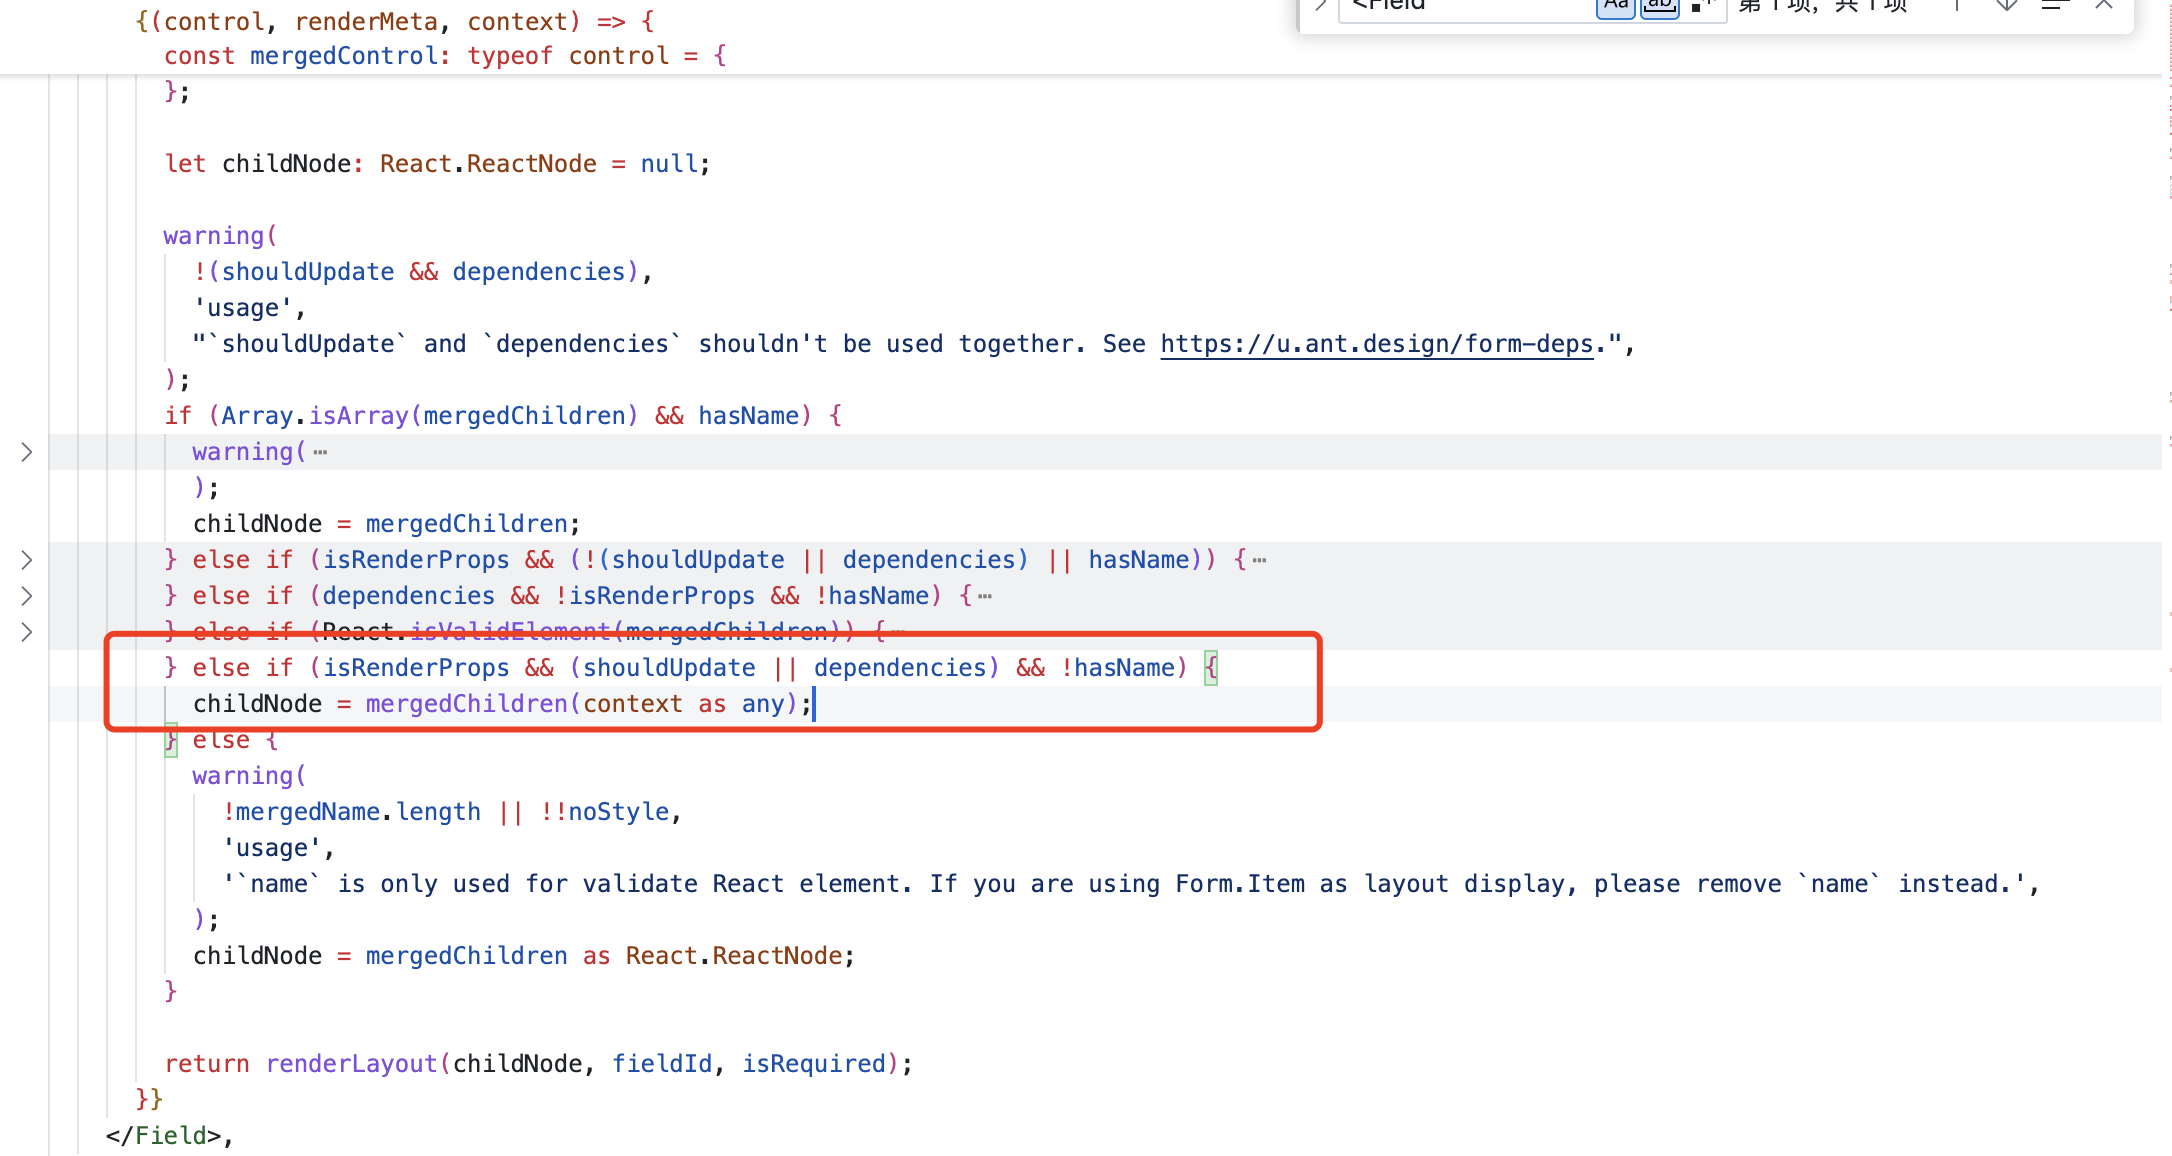 <Field
Aa
ab
第 1 项，共 1 项
{(control, renderMeta, context) => {
const mergedControl: typeof control = {
};
let childNode: React.ReactNode = null;
warning(
!(shouldUpdate && dependencies),
'usage',
"`shouldUpdate` and `dependencies` shouldn't be used together. See https://u.ant.design/form-deps.",
);
if (Array.isArray(mergedChildren) && hasName) {
warning(⋯
);
childNode = mergedChildren;
} else if (isRenderProps && (!(shouldUpdate || dependencies) || hasName)) {⋯
} else if (dependencies && !isRenderProps && !hasName) {⋯
} else if (React.isValidElement(mergedChildren)) {⋯
} else if (isRenderProps && (shouldUpdate || dependencies) && !hasName) {
childNode = mergedChildren(context as any);
} else {
warning(
!mergedName.length || !!noStyle,
'usage',
'`name` is only used for validate React element. If you are using Form.Item as layout display, please remove `name` instead.',
);
childNode = mergedChildren as React.ReactNode;
}
return renderLayout(childNode, fieldId, isRequired);
}}
</Field>,